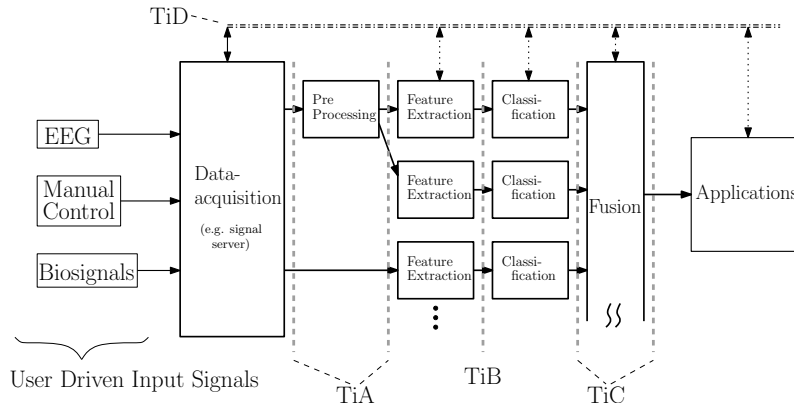 TiD
EEG
Manual
Control
Biosignals
User Driven Input Signals
Data-
acquisition
(e.g. signal
server)
Pre
Processing
Feature
Extraction
Classifi-
fication
Feature
Extraction
Classi-
fication
Feature
Extraction
Classi-
fication
Fusion
Applications
TiA
TiB
TiC